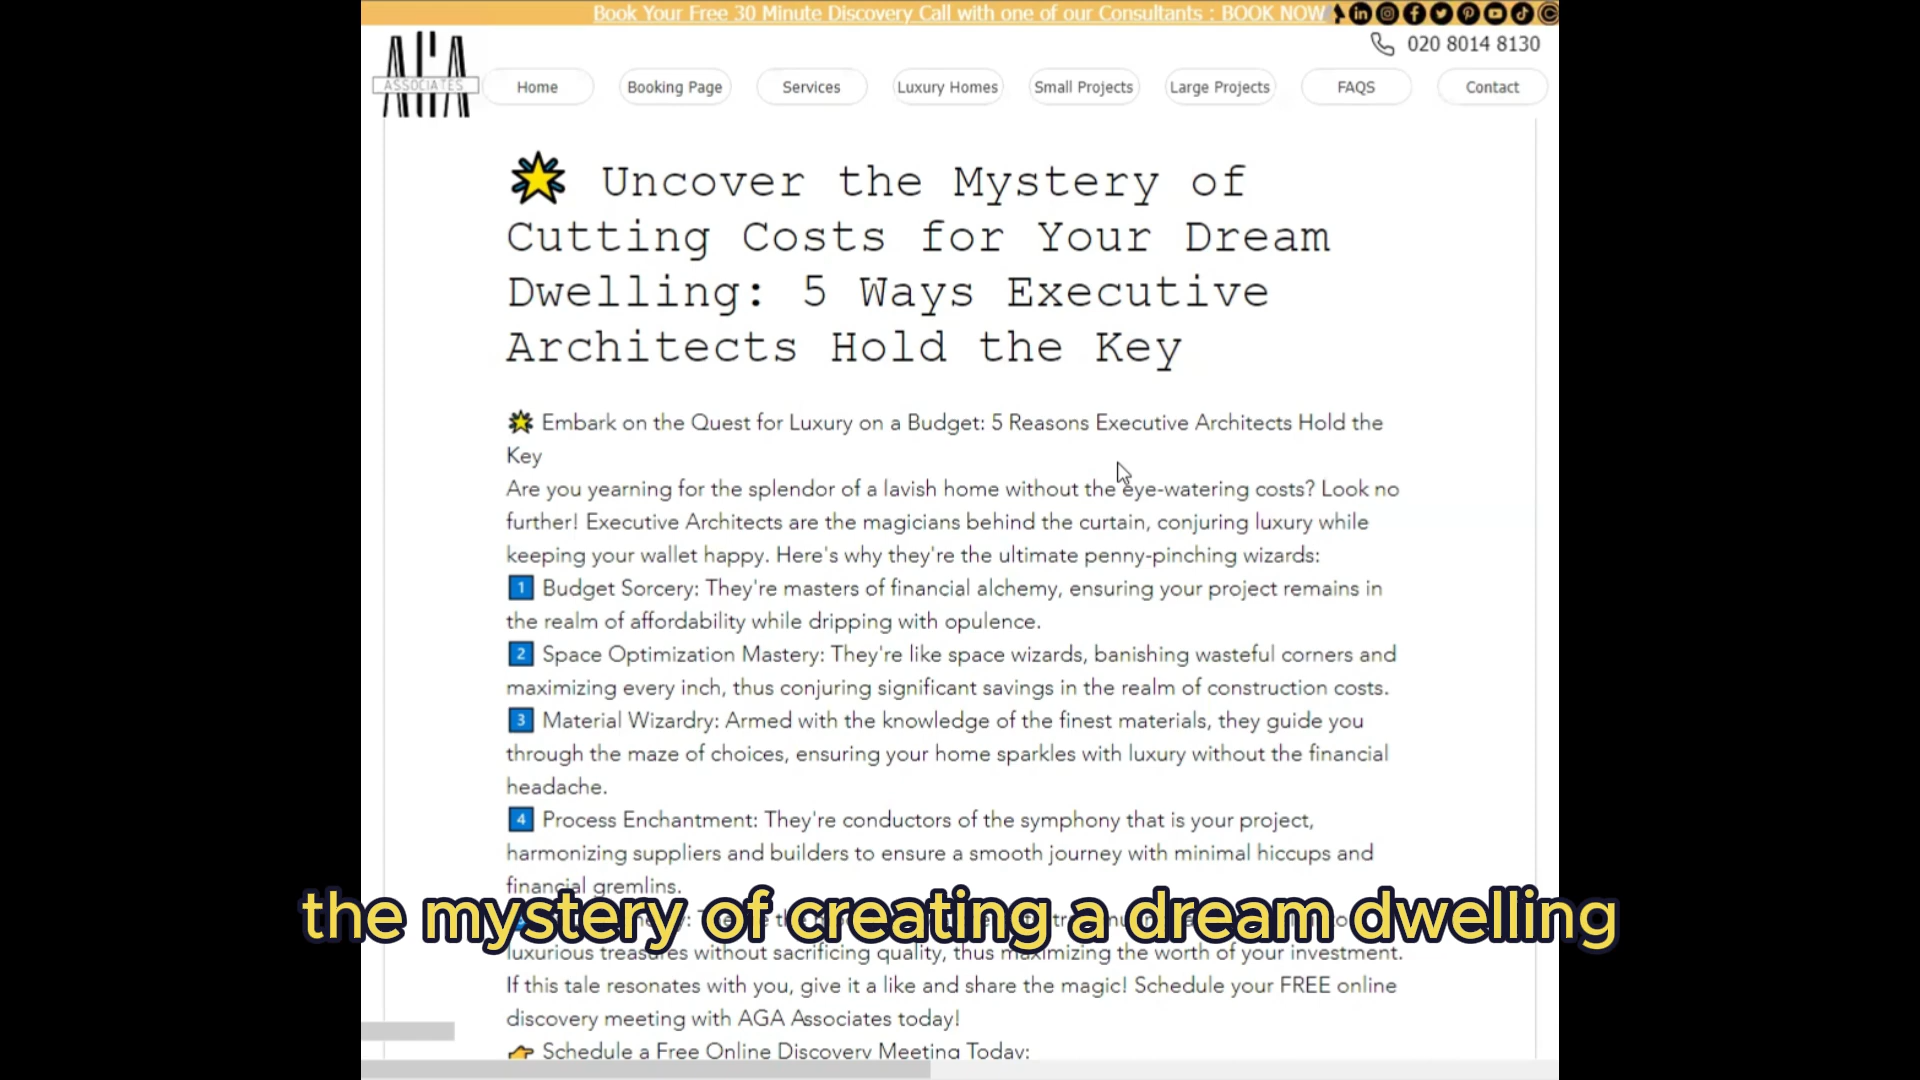 Book Your Free 30 Minute Discovery Call with one of our Consultants : BOOK NOW
020 8014 8130
AGA
ASSOCIATES
Home
Booking Page
Services
Luxury Homes
Small Projects
Large Projects
FAQS
Contact
🌟 Uncover the Mystery of
Cutting Costs for Your Dream
Dwelling: 5 Ways Executive
Architects Hold the Key
🌟 Embark on the Quest for Luxury on a Budget: 5 Reasons Executive Architects Hold the
Key
Are you yearning for the splendor of a lavish home without the eye-watering costs? Look no
further! Executive Architects are the magicians behind the curtain, conjuring luxury while
keeping your wallet happy. Here's why they're the ultimate penny-pinching wizards:
1 Budget Sorcery: They're masters of financial alchemy, ensuring your project remains in
the realm of affordability while dripping with opulence.
2 Space Optimization Mastery: They're like space wizards, banishing wasteful corners and
maximizing every inch, thus conjuring significant savings in the realm of construction costs.
3 Material Wizardry: Armed with the knowledge of the finest materials, they guide you
through the maze of choices, ensuring your home sparkles with luxury without the financial
headache.
4 Process Enchantment: They're conductors of the symphony that is your project,
harmonizing suppliers and builders to ensure a smooth journey with minimal hiccups and
financial gremlins.
the mystery of creating a dream dwelling
luxurious treasures without sacrificing quality, thus maximizing the worth of your investment.
If this tale resonates with you, give it a like and share the magic! Schedule your FREE online
discovery meeting with AGA Associates today!
👉 Schedule a Free Online Discovery Meeting Today: